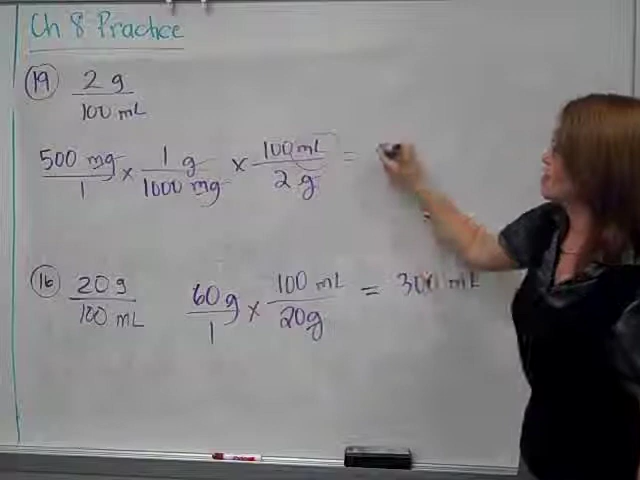 Ch 8 Practice
19 2 g / 100 mL
500 mg / 1 × 1 g / 1000 mg × 100 mL / 2 g =
16 20 g / 100 mL 60 g / 1 × 100 mL / 20 g = 300 mL